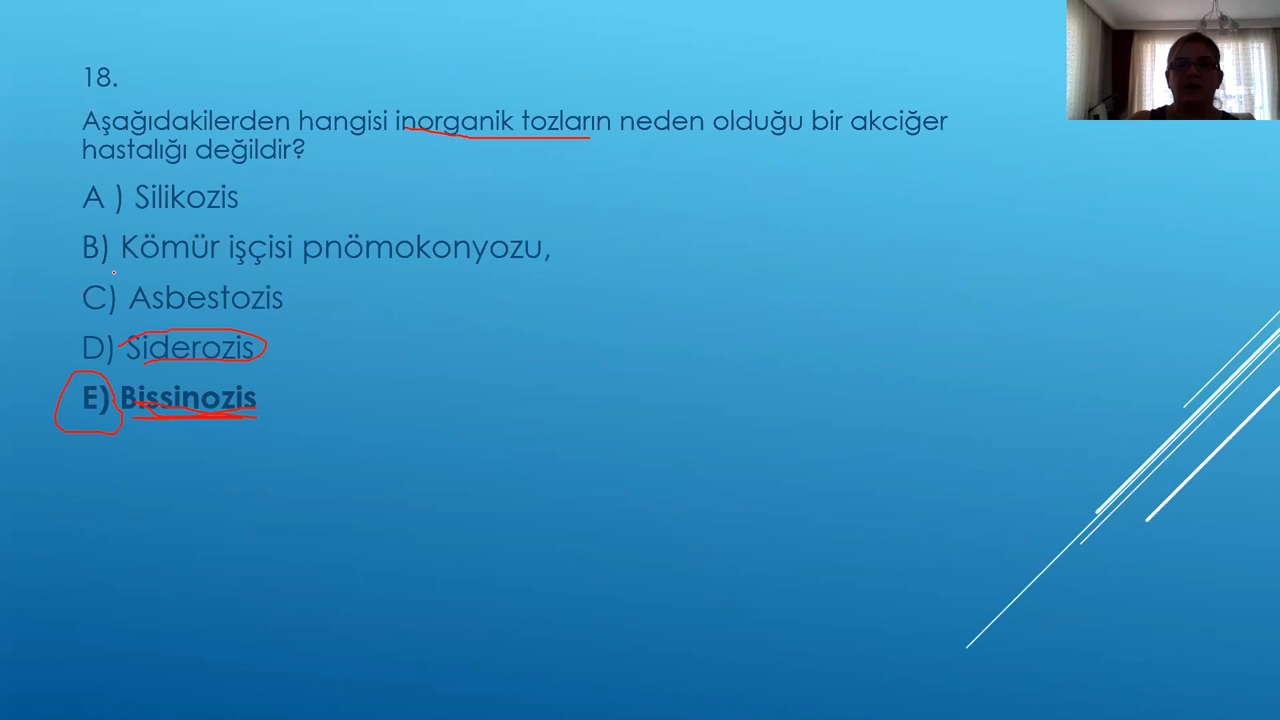 18.
Aşağıdakilerden hangisi inorganik tozların neden olduğu bir akciğer
hastalığı değildir?
A ) Silikozis
B) Kömür işçisi pnömokonyozu,
C) Asbestozis
D) Siderozis
E) Bissinozis